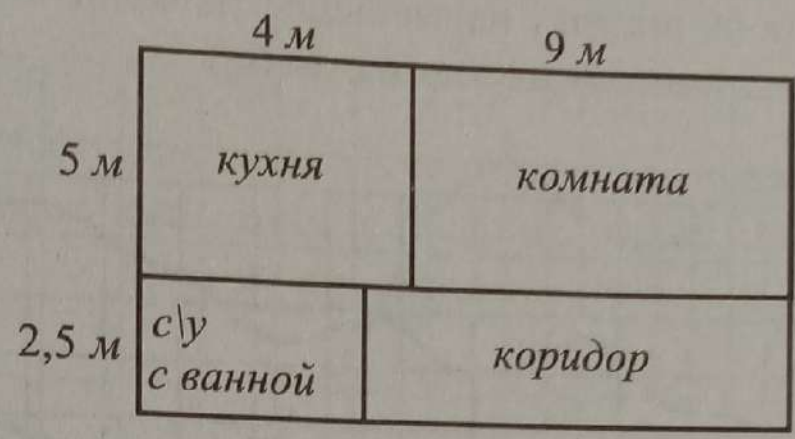 4 м
9 м
5 м
кухня
комната
2,5 м
с\у
с ванной
коридор